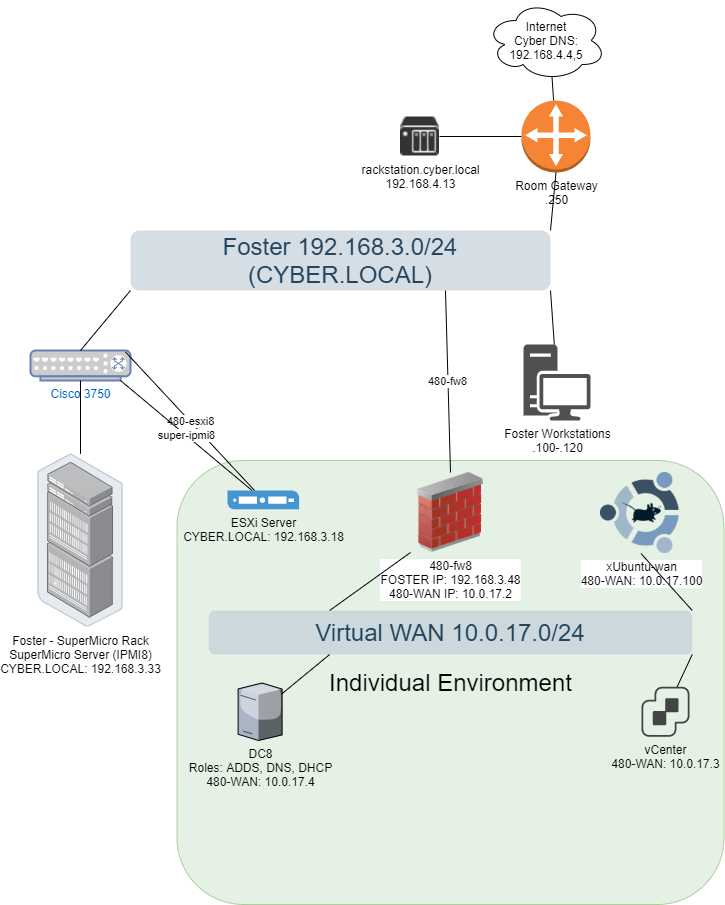 Internet
Cyber DNS:
192.168.4.4,5
rackstation.cyber.local
192.168.4.13
Room Gateway
.250
Foster 192.168.3.0/24
(CYBER.LOCAL)
Cisco 3750
480-fw8
480-esxi8
super-ipmi8
Foster Workstations
.100-.120
ESXi Server
CYBER.LOCAL: 192.168.3.18
480-fw8
FOSTER IP: 192.168.3.48
480-WAN IP: 10.0.17.2
xUbuntu-wan
480-WAN: 10.0.17.100
Foster - SuperMicro Rack
SuperMicro Server (IPMI8)
CYBER.LOCAL: 192.168.3.33
Virtual WAN 10.0.17.0/24
Individual Environment
DC8
Roles: ADDS, DNS, DHCP
480-WAN: 10.0.17.4
vCenter
480-WAN: 10.0.17.3